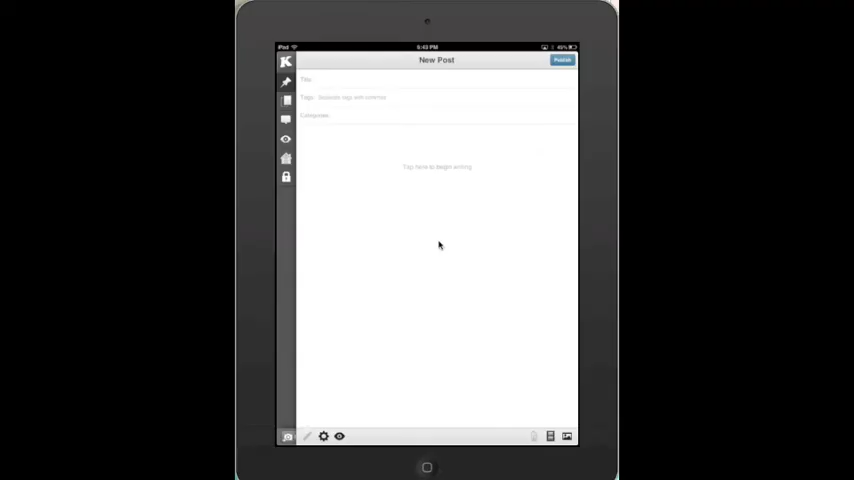 iPad 6:43 PM 45%
K New Post Publish
Title:
Tags: Separate tags with commas
Categories:
Tap here to begin writing